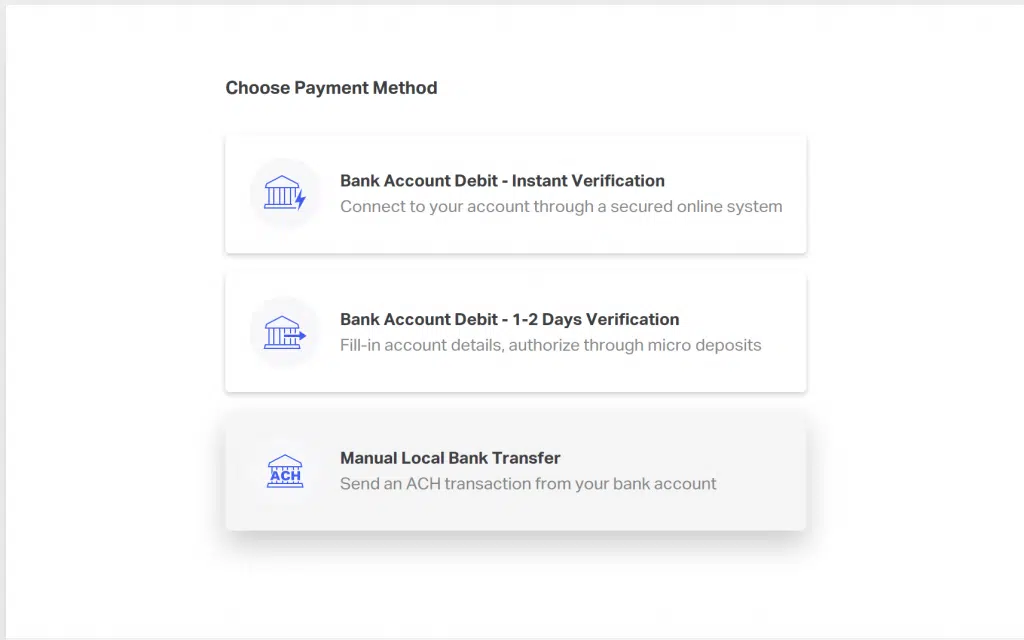 Choose Payment Method
Bank Account Debit - Instant Verification
Connect to your account through a secured online system
Bank Account Debit - 1-2 Days Verification
Fill-in account details, authorize through micro deposits
Manual Local Bank Transfer
ACH
Send an ACH transaction from your bank account